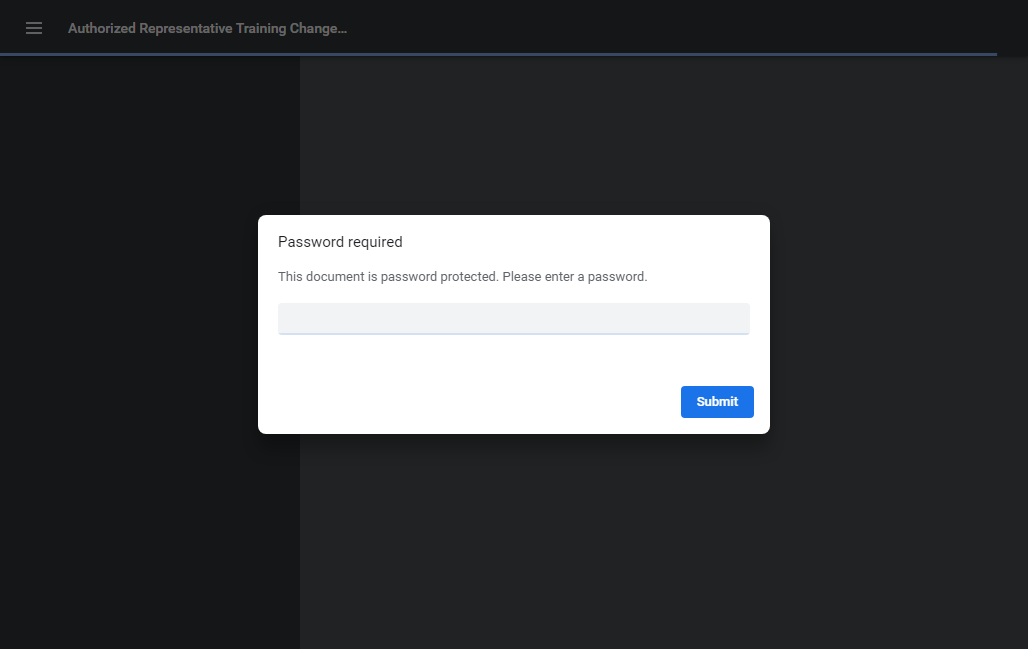 Authorized Representative Training Change...
Password required
This document is password protected. Please enter a password.
Submit